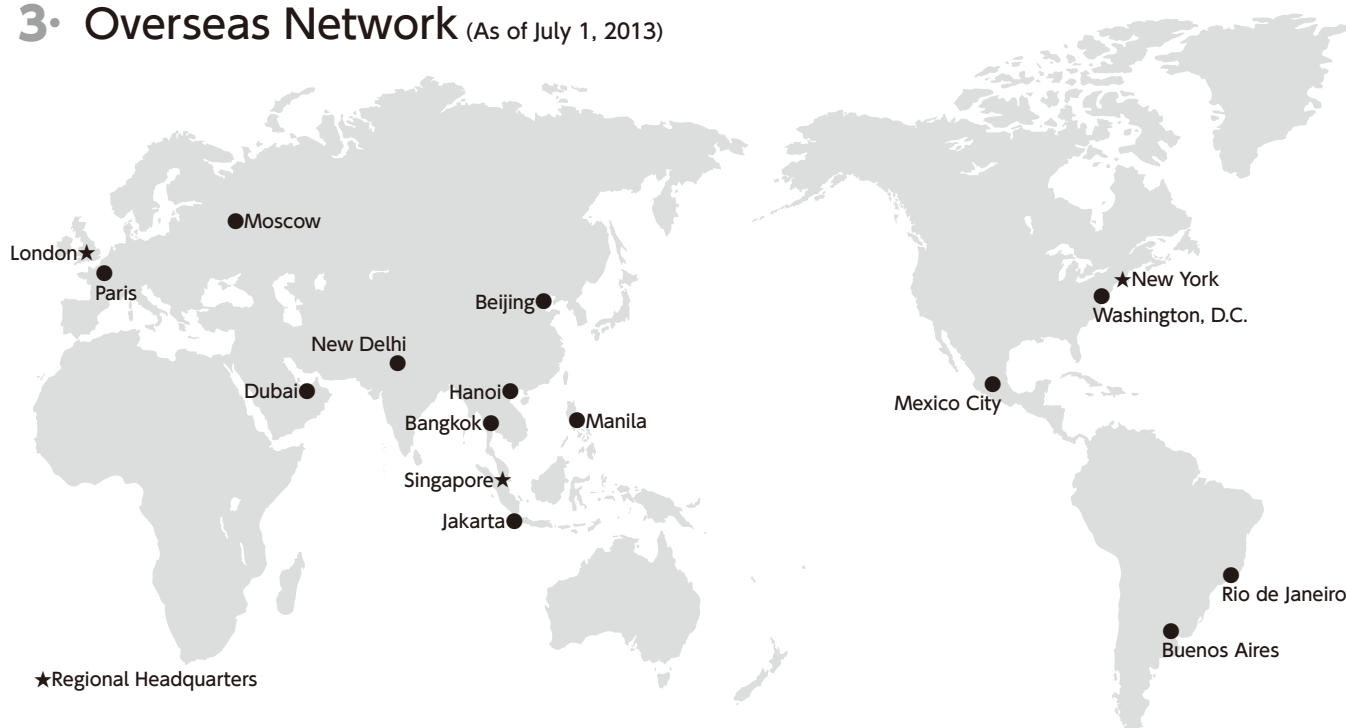 3· Overseas Network (As of July 1, 2013)
Moscow
London★
Paris
Beijing
New Delhi
Dubai
Hanoi
Bangkok
Manila
Singapore★
Jakarta
★New York
Washington, D.C.
Mexico City
Rio de Janeiro
Buenos Aires
★Regional Headquarters